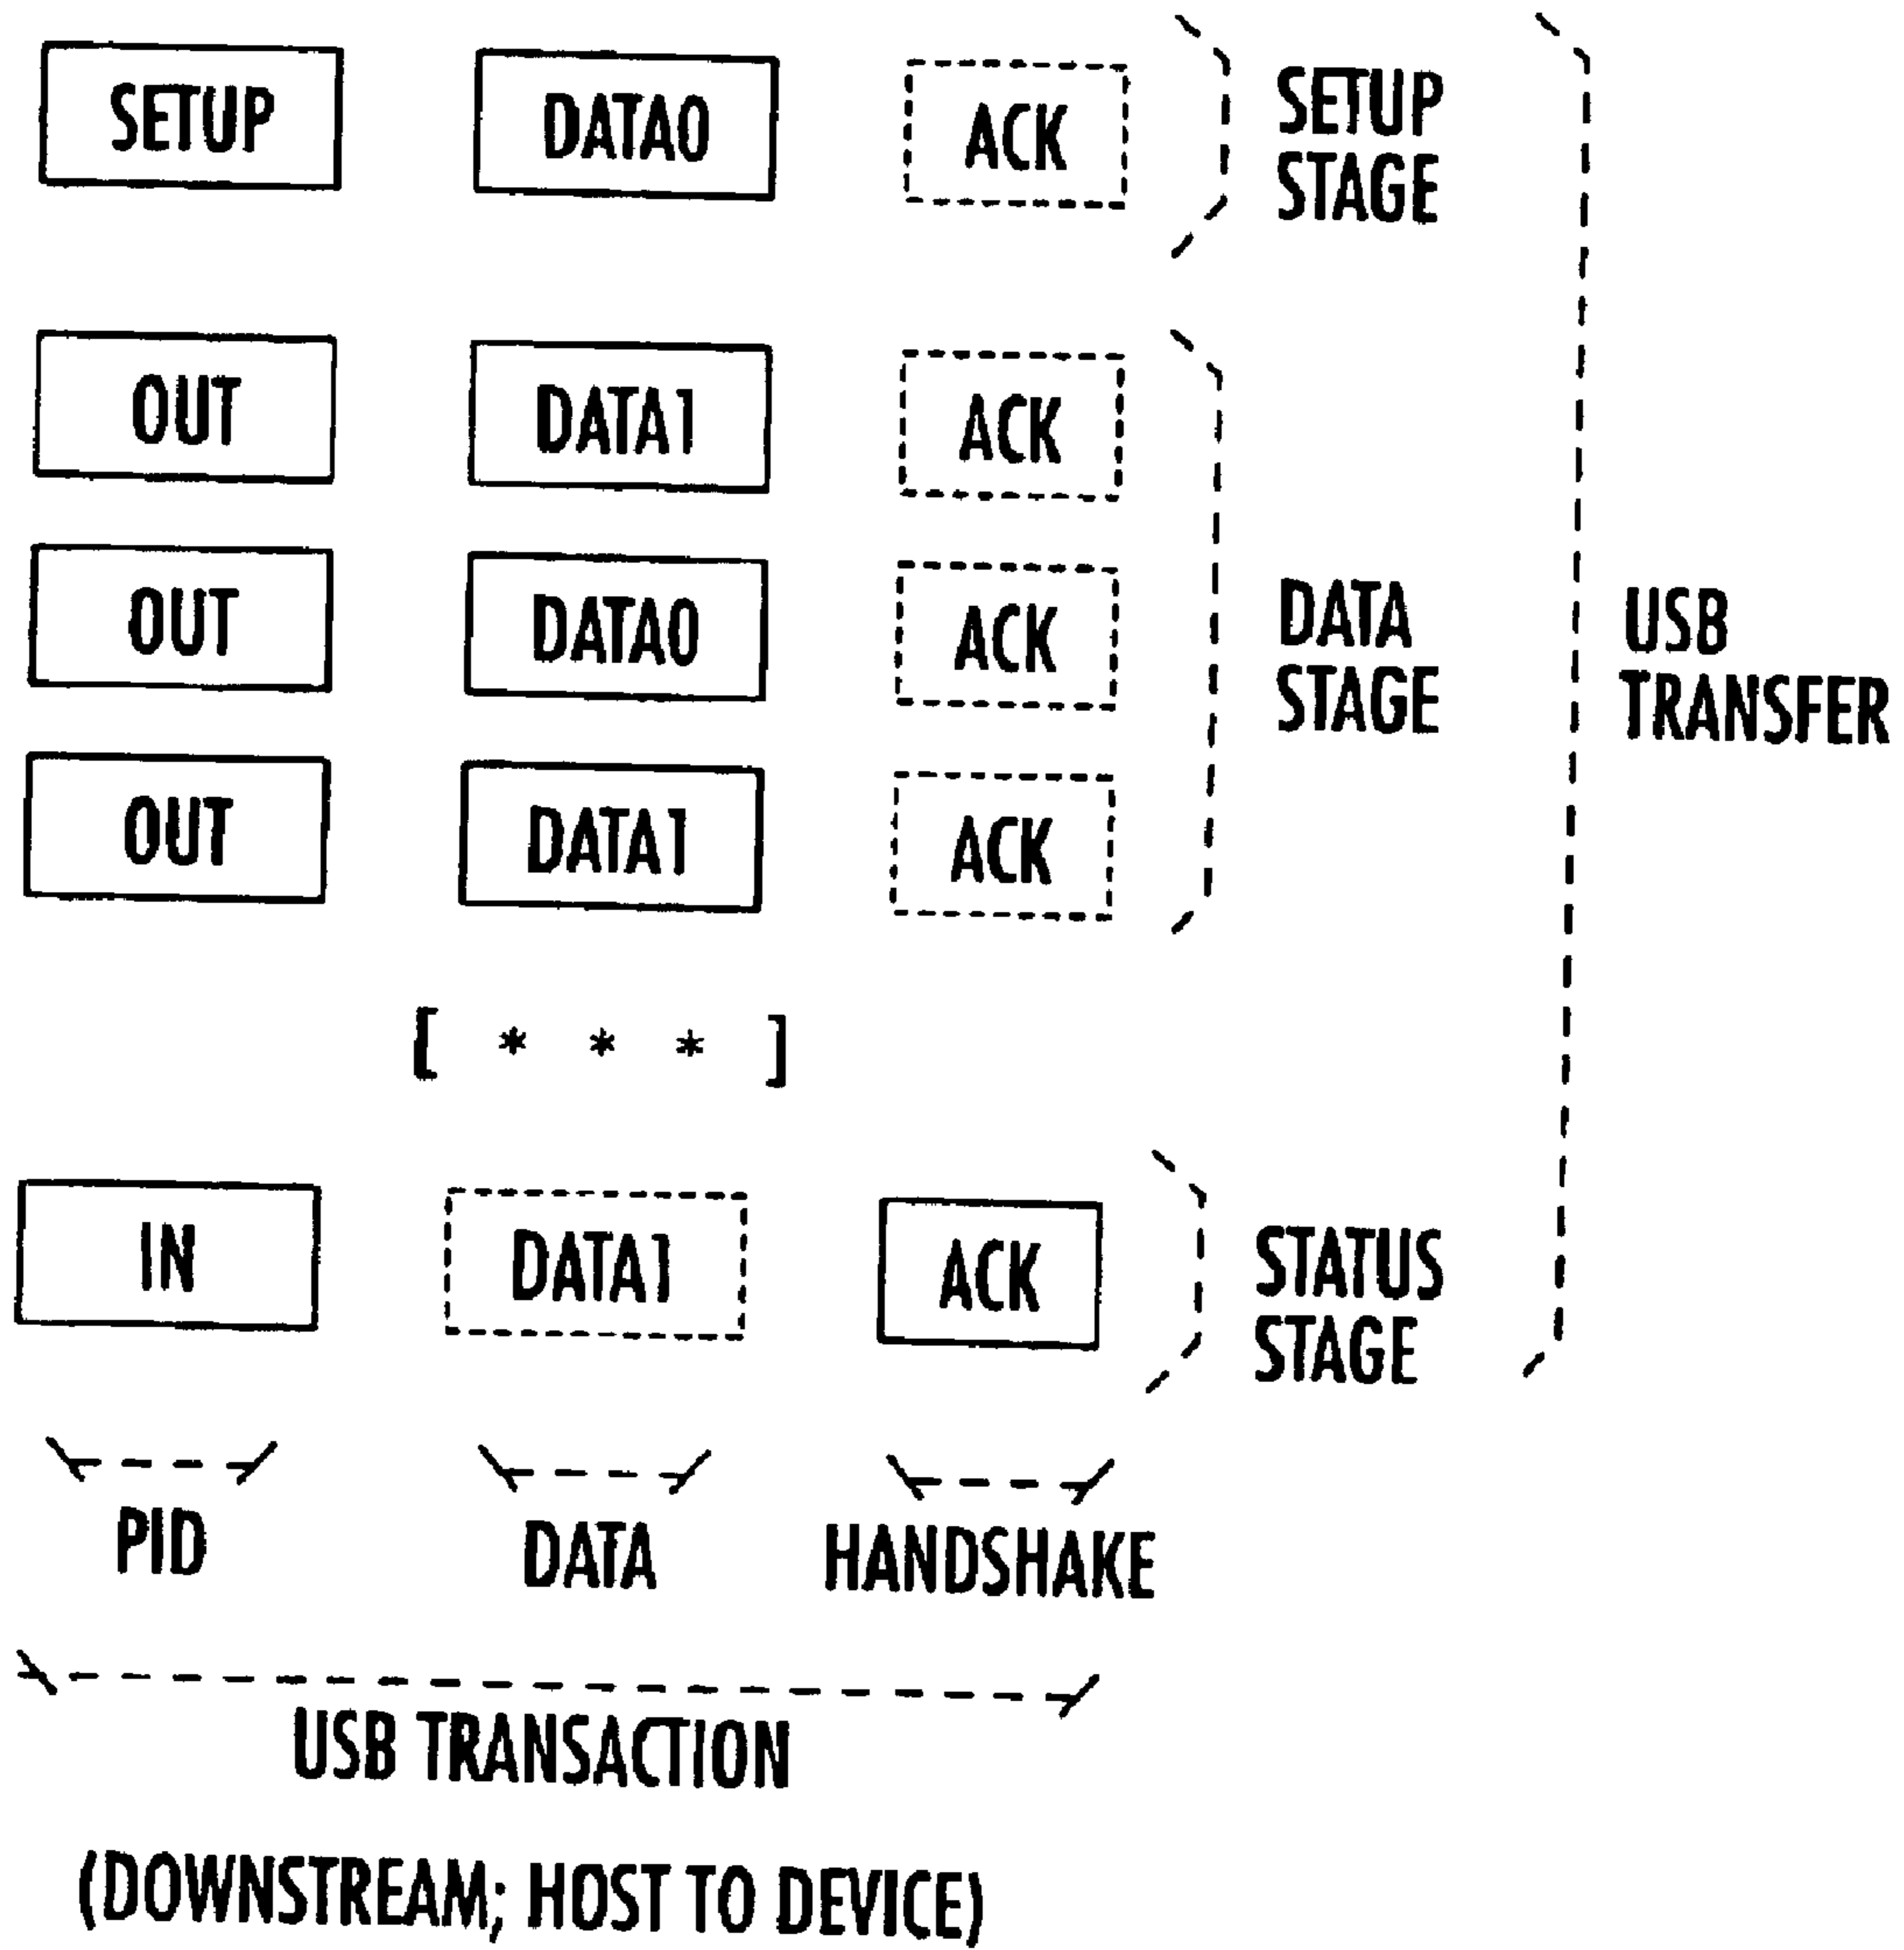 SETUP DATA0 ACK
SETUP
STAGE
OUT DATA1 ACK
OUT DATA0 ACK
DATA
STAGE
USB
TRANSFER
OUT DATA1 ACK
[ * * * ]
IN DATA1 ACK
STATUS
STAGE
PID DATA HANDSHAKE
USB TRANSACTION
(DOWNSTREAM; HOST TO DEVICE)